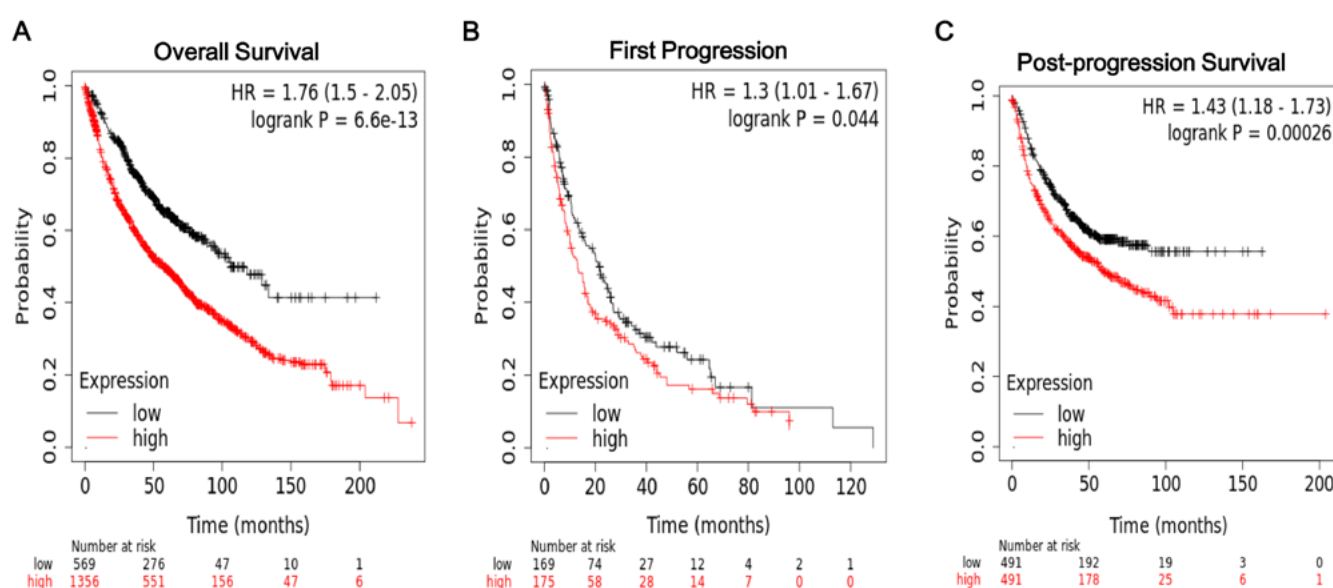 A
Overall Survival
HR = 1.76 (1.5 - 2.05)
logrank P = 6.6e-13
Probability
1.0
0.8
0.6
0.4
0.2
0.0
Expression
low
high
0 50 100 150 200
Time (months)
Number at risk
low 569 276 47 10 1
high 1356 551 156 47 6
B
First Progression
HR = 1.3 (1.01 - 1.67)
logrank P = 0.044
Probability
1.0
0.8
0.6
0.4
0.2
0.0
Expression
low
high
0 20 40 60 80 100 120
Time (months)
Number at risk
low 169 74 27 12 4 2 1
high 175 58 28 14 7 0 0
C
Post-progression Survival
HR = 1.43 (1.18 - 1.73)
logrank P = 0.00026
Probability
1.0
0.8
0.6
0.4
0.2
0.0
Expression
low
high
0 50 100 150 200
Time (months)
Number at risk
low 491 192 19 3 0
high 491 178 25 6 1